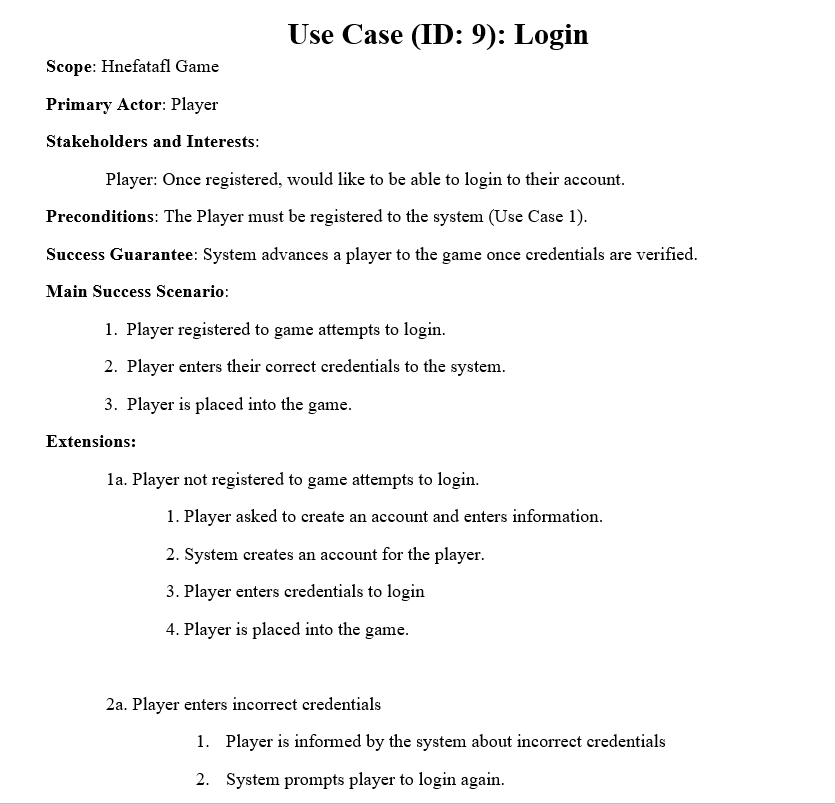 Use Case (ID: 9): Login
Scope: Hnefatafl Game
Primary Actor: Player
Stakeholders and Interests:
Player: Once registered, would like to be able to login to their account.
Preconditions: The Player must be registered to the system (Use Case 1).
Success Guarantee: System advances a player to the game once credentials are verified.
Main Success Scenario:
1. Player registered to game attempts to login.
2. Player enters their correct credentials to the system.
3. Player is placed into the game.
Extensions:
1a. Player not registered to game attempts to login.
1. Player asked to create an account and enters information.
2. System creates an account for the player.
3. Player enters credentials to login
4. Player is placed into the game.
2a. Player enters incorrect credentials
1. Player is informed by the system about incorrect credentials
2. System prompts player to login again.